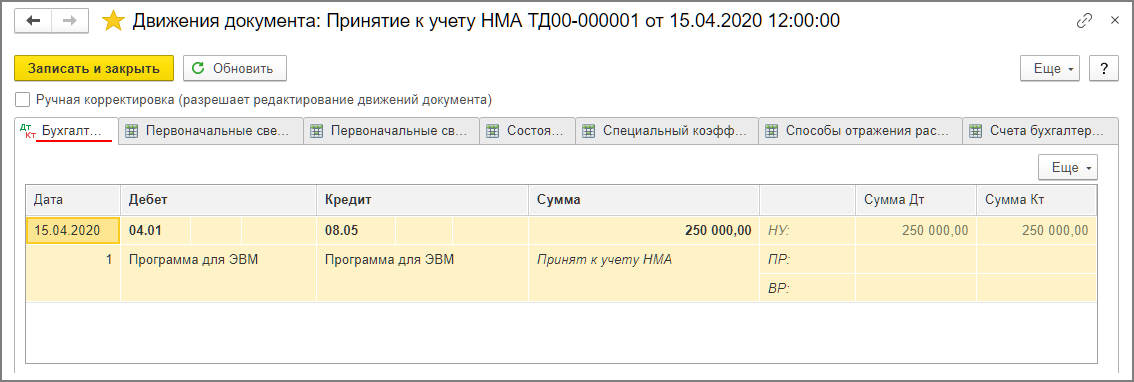 Движения документа: Принятие к учету НМА ТД00-000001 от 15.04.2020 12:00:00
Записать и закрыть Обновить Еще ?
Ручная корректировка (разрешает редактирование движений документа)
Дт Кт Бухгалт... Первоначальные све... Первоначальные св... Состоя... Специальный коэфф... Способы отражения рас... Счета бухгалтер...
Еще
Дата Дебет Кредит Сумма Сумма Дт Сумма Кт
15.04.2020 04.01 08.05 250 000,00 НУ: 250 000,00 250 000,00
1 Программа для ЭВМ Программа для ЭВМ Принят к учету НМА ПР:
ВР: